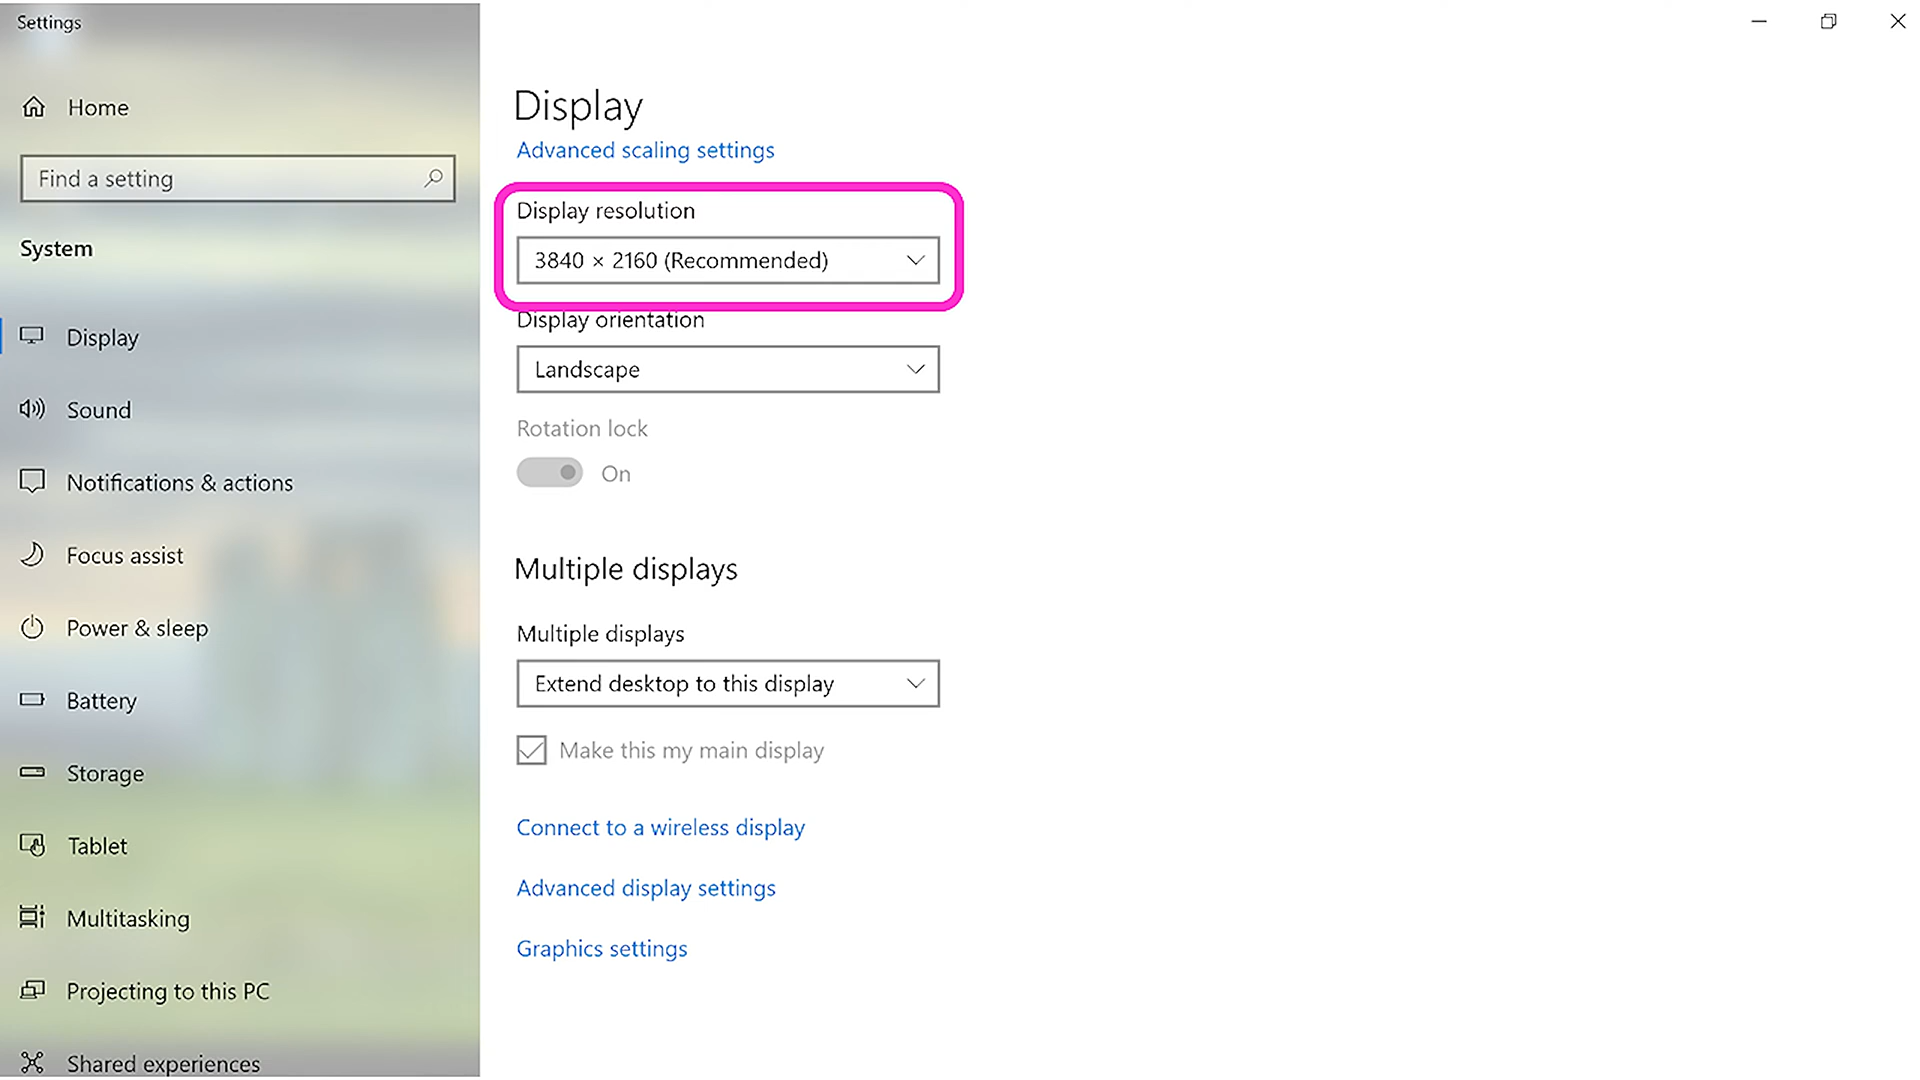 Settings
Home
Find a setting
System
Display
Sound
Notifications & actions
Focus assist
Power & sleep
Battery
Storage
Tablet
Multitasking
Projecting to this PC
Shared experiences
Display
Advanced scaling settings
Display resolution
3840 × 2160 (Recommended)
Display orientation
Landscape
Rotation lock
On
Multiple displays
Multiple displays
Extend desktop to this display
Make this my main display
Connect to a wireless display
Advanced display settings
Graphics settings